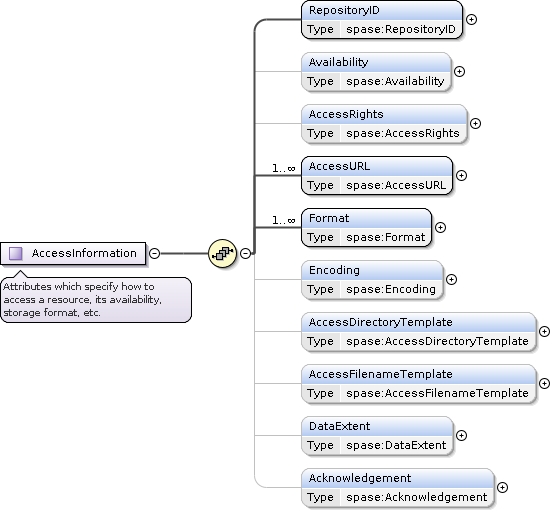 RepositoryID
Type spase:RepositoryID
Availability
Type spase:Availability
AccessRights
Type spase:AccessRights
1..∞
AccessURL
Type spase:AccessURL
1..∞
Format
Type spase:Format
AccessInformation
Attributes which specify how to
access a resource, its availability,
storage format, etc.
Encoding
Type spase:Encoding
AccessDirectoryTemplate
Type spase:AccessDirectoryTemplate
AccessFilenameTemplate
Type spase:AccessFilenameTemplate
DataExtent
Type spase:DataExtent
Acknowledgement
Type spase:Acknowledgement